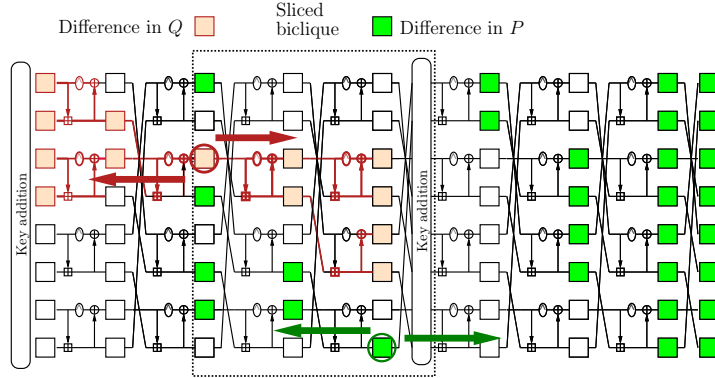 Difference in Q
Sliced
biclique
Difference in P
Key addition
Key addition